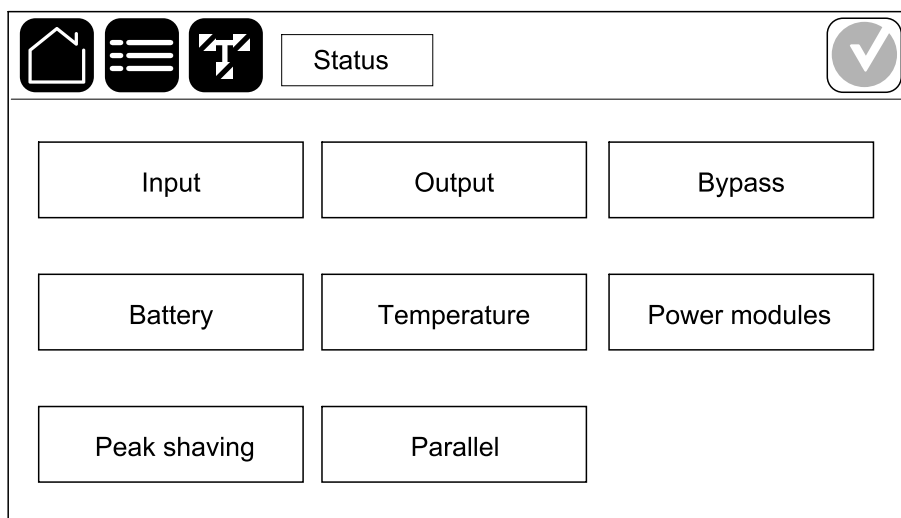 Status
Input
Output
Bypass
Battery
Temperature
Power modules
Peak shaving
Parallel